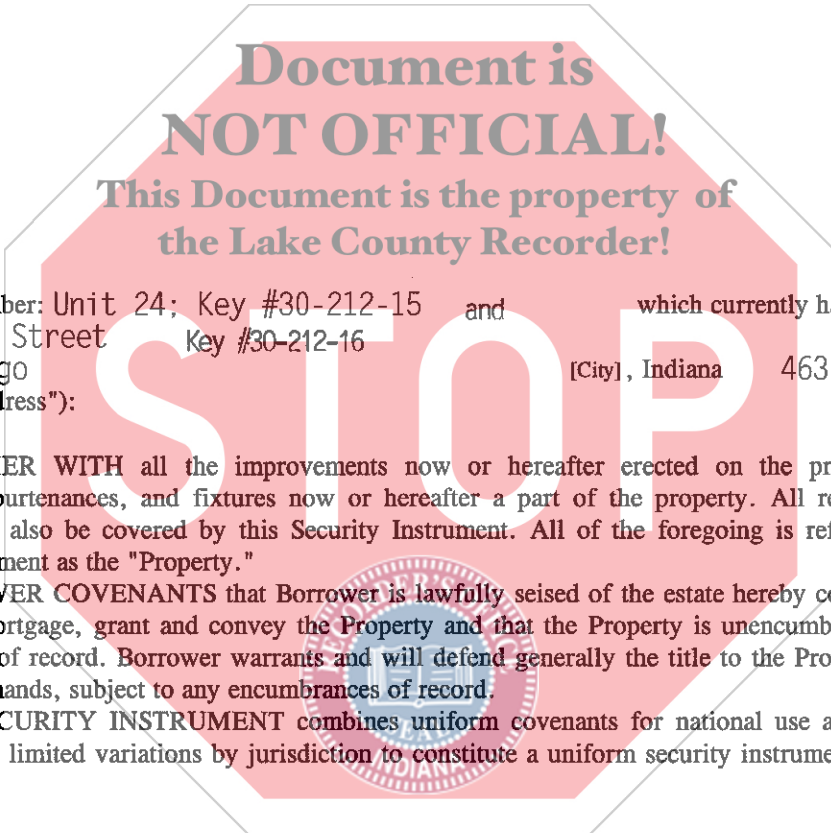 Document is
NOT OFFICIAL!
This Document is the property of
the Lake County Recorder!
ber: Unit 24; Key #30-212-15 and which currently h
Street Key #30-212-16
go [City], Indiana 463
ress"):
STOP
ER WITH all the improvements now or hereafter erected on the pr
urtenances, and fixtures now or hereafter a part of the property. All re
also be covered by this Security Instrument. All of the foregoing is ref
ment as the "Property."
VER COVENANTS that Borrower is lawfully seised of the estate hereby co
ortgage, grant and convey the Property and that the Property is unencumb
of record. Borrower warrants and will defend generally the title to the Pro
ands, subject to any encumbrances of record.
CURITY INSTRUMENT combines uniform covenants for national use a
limited variations by jurisdiction to constitute a uniform security instrume
SEAL
INDIANA